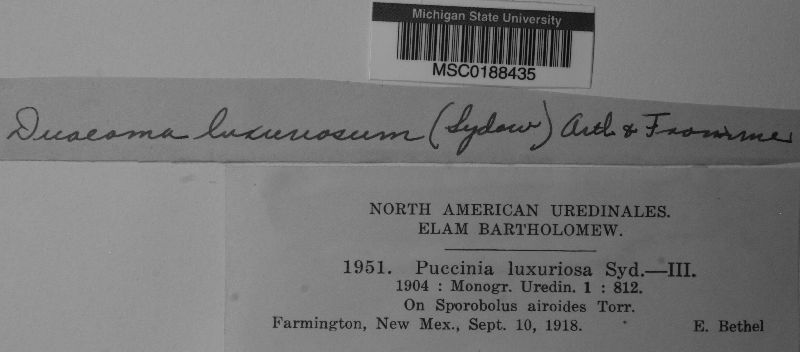 Michigan State University
MSC0188435
Dicaeoma luxuriosum (Sydow) Arth & Fromme
NORTH AMERICAN UREDINALES.
ELAM BARTHOLOMEW.
1951. Puccinia luxuriosa Syd.—III.
1904 : Monogr. Uredin. 1 : 812.
On Sporobolus airoides Torr.
Farmington, New Mex., Sept. 10, 1918. E. Bethel